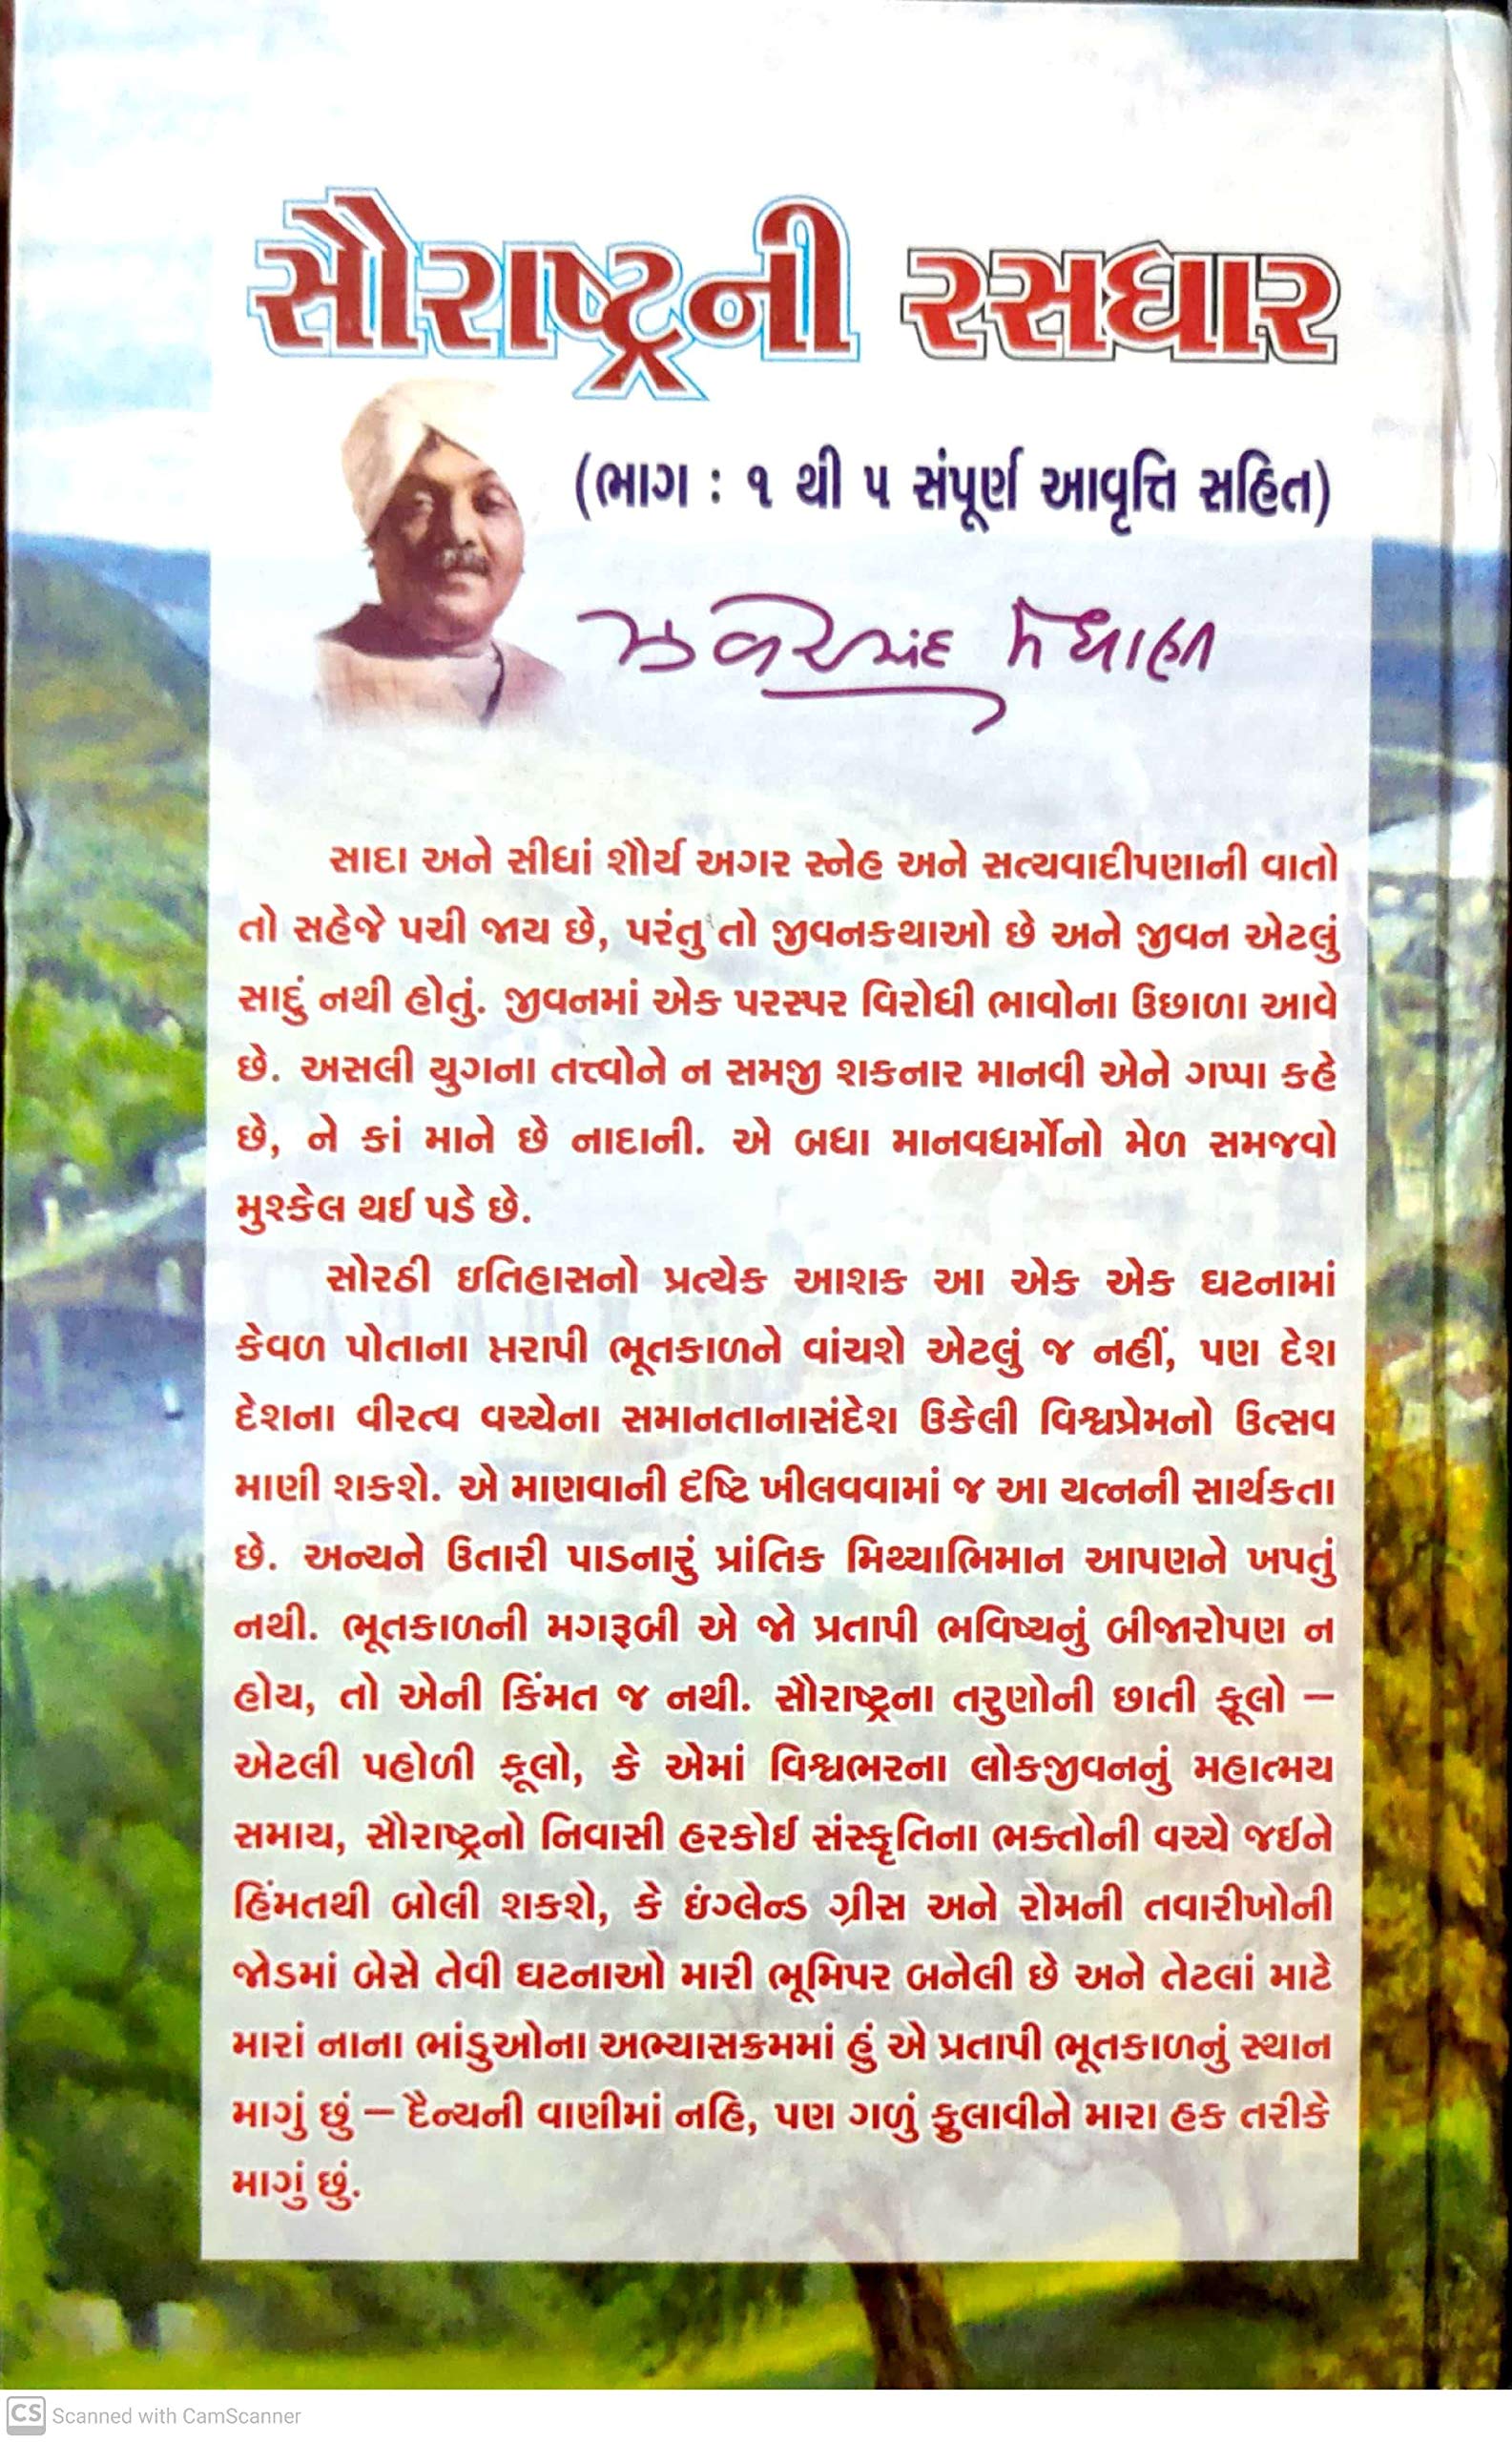 સૌરાષ્ટ્રની રસધાર
(ભાગ : ૧ થી ૫ સંપૂર્ણ આવૃત્તિ સહિત)
ઝવેરચંદ મેઘાણી
સાદા અને સીધાં શૌર્ય અગર સ્નેહ અને સત્યવાદીપણાની વાતો
તો સહેજે પચી જાય છે, પરંતુ તો જીવનકથાઓ છે અને જીવન એટલું
સાદું નથી હોતું. જીવનમાં એક પરસ્પર વિરોધી ભાવોના ઉછાળા આવે
છે. અસલી યુગના તત્ત્વોને ન સમજી શકનાર માનવી એને ગપ્પા કહે
છે, ને કાં માને છે નાદાની. એ બધા માનવધર્મોનો મેળ સમજવો
મુશ્કેલ થઈ પડે છે.
સોરઠી ઇતિહાસનો પ્રત્યેક આશક આ એક એક ઘટનામાં
કેવળ પોતાના પ્તરાપી ભૂતકાળને વાંચશે એટલું જ નહીં, પણ દેશ
દેશના વીરત્વ વચ્ચેના સમાનતાનાસંદેશ ઉકેલી વિશ્વપ્રેમનો ઉત્સવ
માણી શકશે. એ માણવાની દૃષ્ટિ ખીલવવામાં જ આ યત્નની સાર્થકતા
છે. અન્યને ઉતારી પાડનારું પ્રાંતિક મિથ્યાભિમાન આપણને ખપતું
નથી. ભૂતકાળની મગરૂબી એ જો પ્રતાપી ભવિષ્યનું બીજારોપણ ન
હોય, તો એની કિંમત જ નથી. સૌરાષ્ટ્રના તરુણોની છાતી ફૂલો –
એટલી પહોળી ફૂલો, કે એમાં વિશ્વભરના લોકજીવનનું મહાત્મય
સમાય, સૌરાષ્ટ્રનો નિવાસી હરકોઈ સંસ્કૃતિના ભક્તોની વચ્ચે જઈને
હિંમતથી બોલી શકશે, કે ઇંગ્લેન્ડ ગ્રીસ અને રોમની તવારીખોની
જોડમાં બેસે તેવી ઘટનાઓ મારી ભૂમિપર બનેલી છે અને તેટલાં માટે
મારાં નાના ભાંડુઓના અભ્યાસક્રમમાં હું એ પ્રતાપી ભૂતકાળનું સ્થાન
માગું છું – દૈન્યની વાણીમાં નહિ, પણ ગળું ફુલાવીને મારા હક તરીકે
માગું છું.
CS Scanned with CamScanner